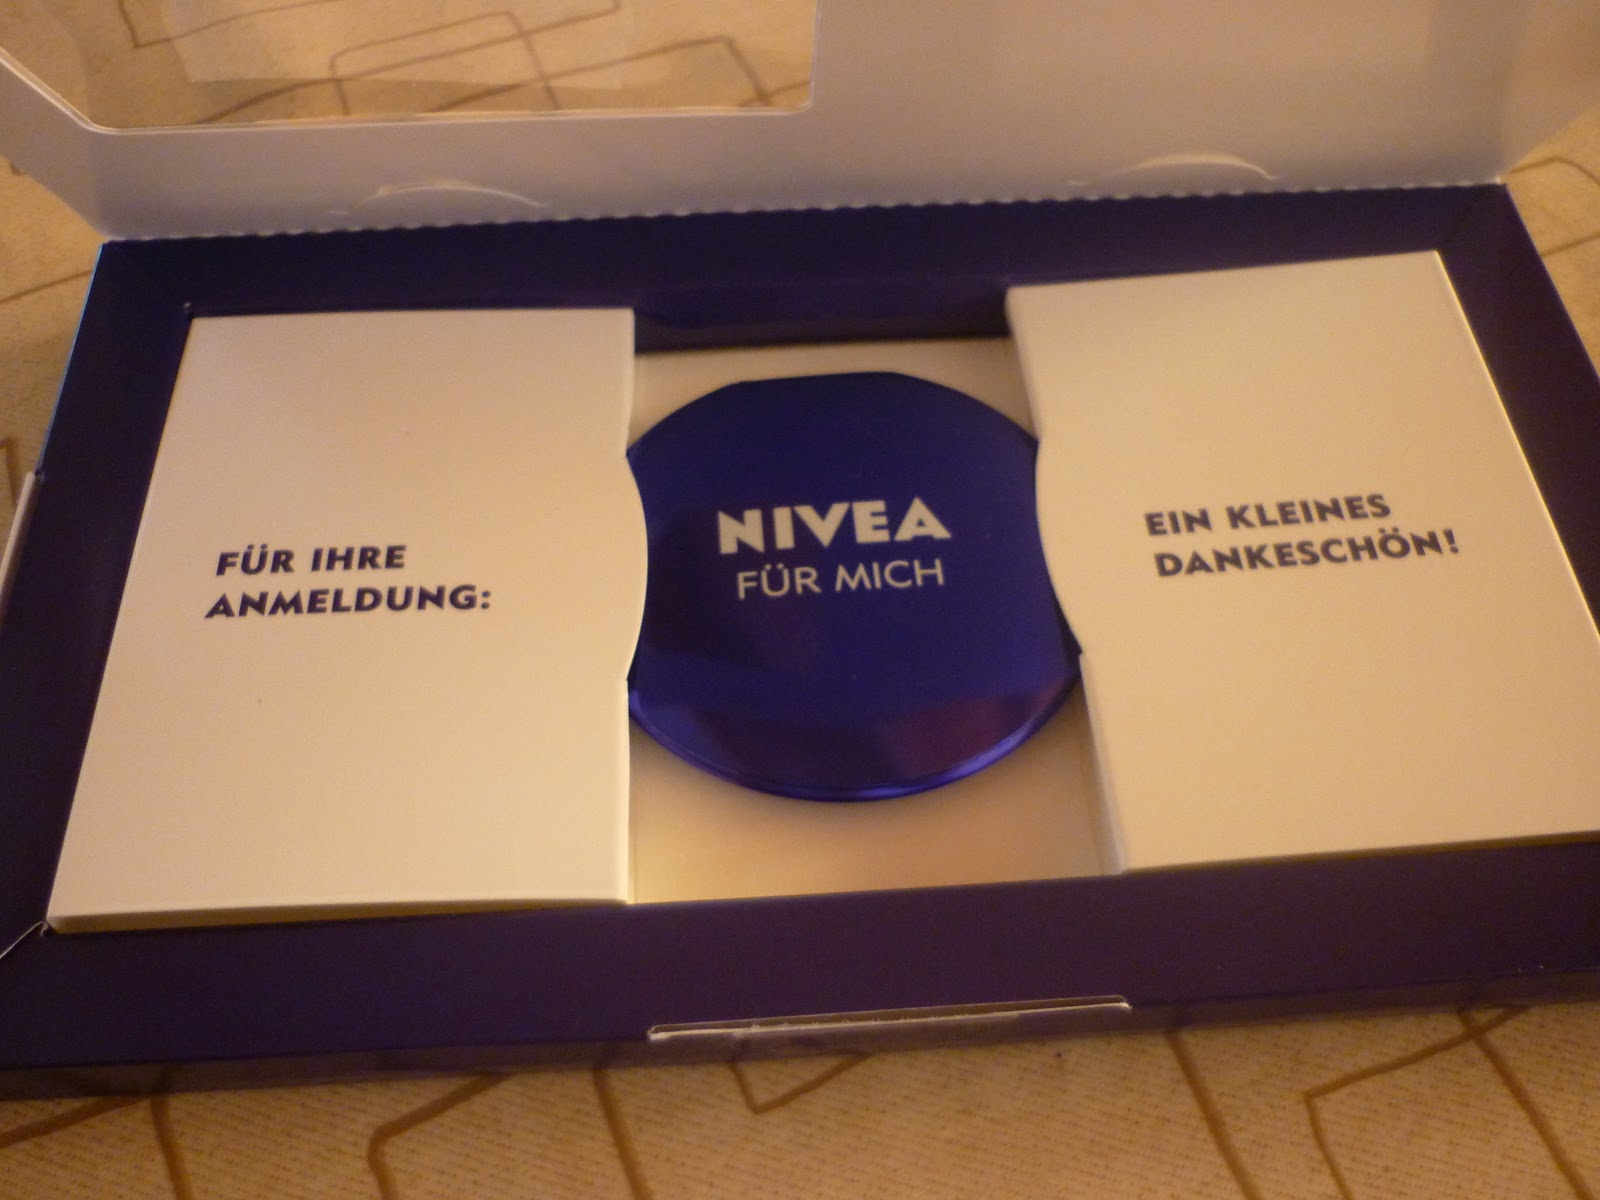 FÜR IHRE
ANMELDUNG:
NIVEA
FÜR MICH
EIN KLEINES
DANKESCHÖN!